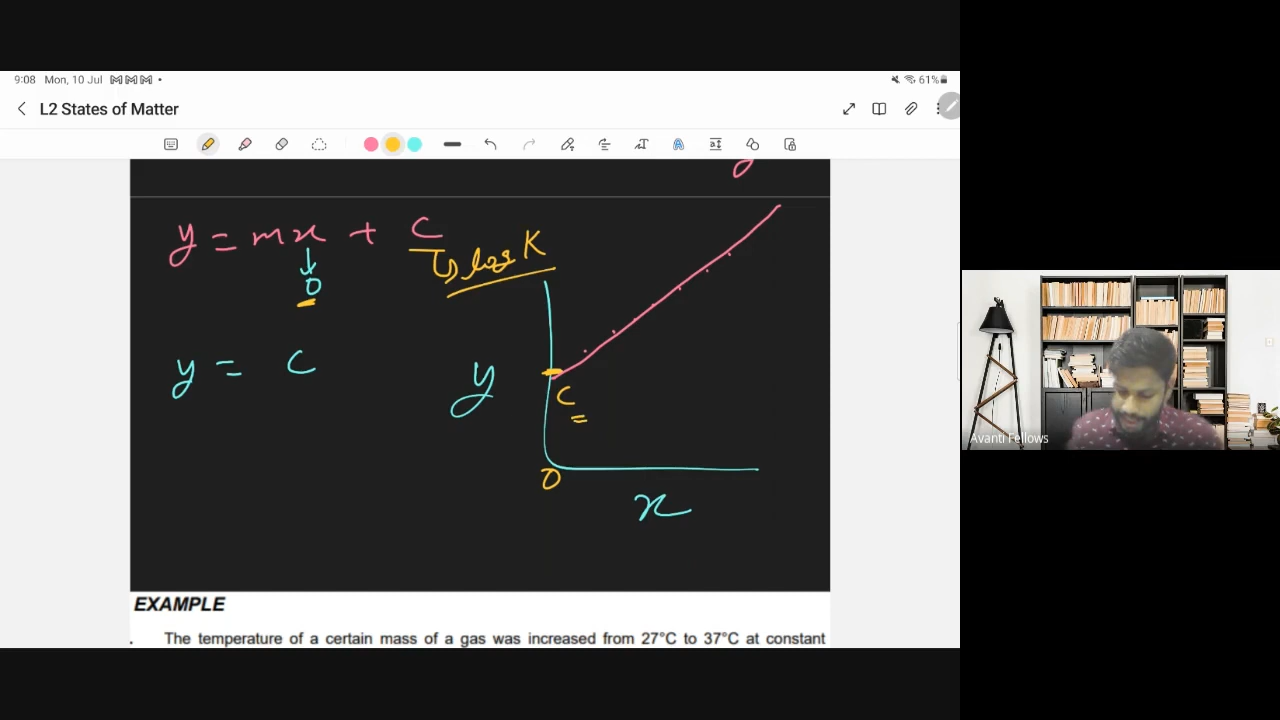 9:08 Mon, 10 Jul
61%
L2 States of Matter
y = mx + c
log K
0
y = c
y
c
0
x
EXAMPLE
. The temperature of a certain mass of a gas was increased from 27°C to 37°C at constant
Avanti Fellows